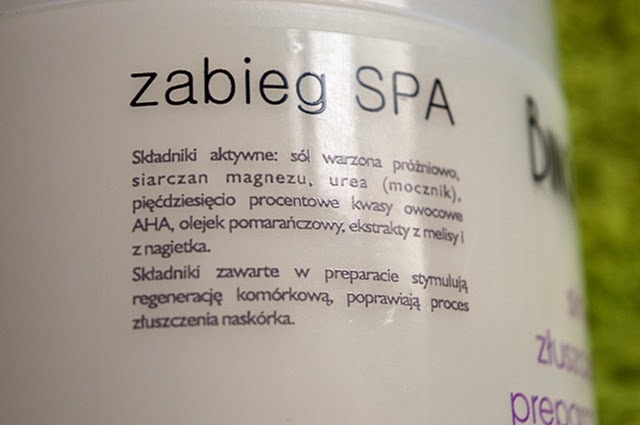 zabieg SPA
Składniki aktywne: sól warzona próżniowo,
siarczan magnezu, urea (mocznik),
pięćdziesięcio procentowe kwasy owocowe
AHA, olejek pomarańczowy, ekstrakty z melisy i
z nagietka.
Składniki zawarte w preparacie stymulują
regenerację komórkową, poprawiają proces
złuszczenia naskórka.